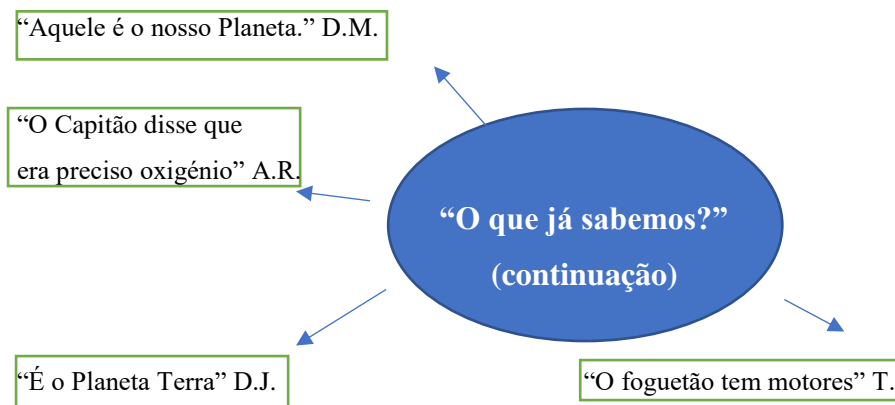 “Aquele é o nosso Planeta.” D.M.
“O Capitão disse que
era preciso oxigénio” A.R.
“O que já sabemos?”
(continuação)
“É o Planeta Terra” D.J.
“O foguetão tem motores” T.